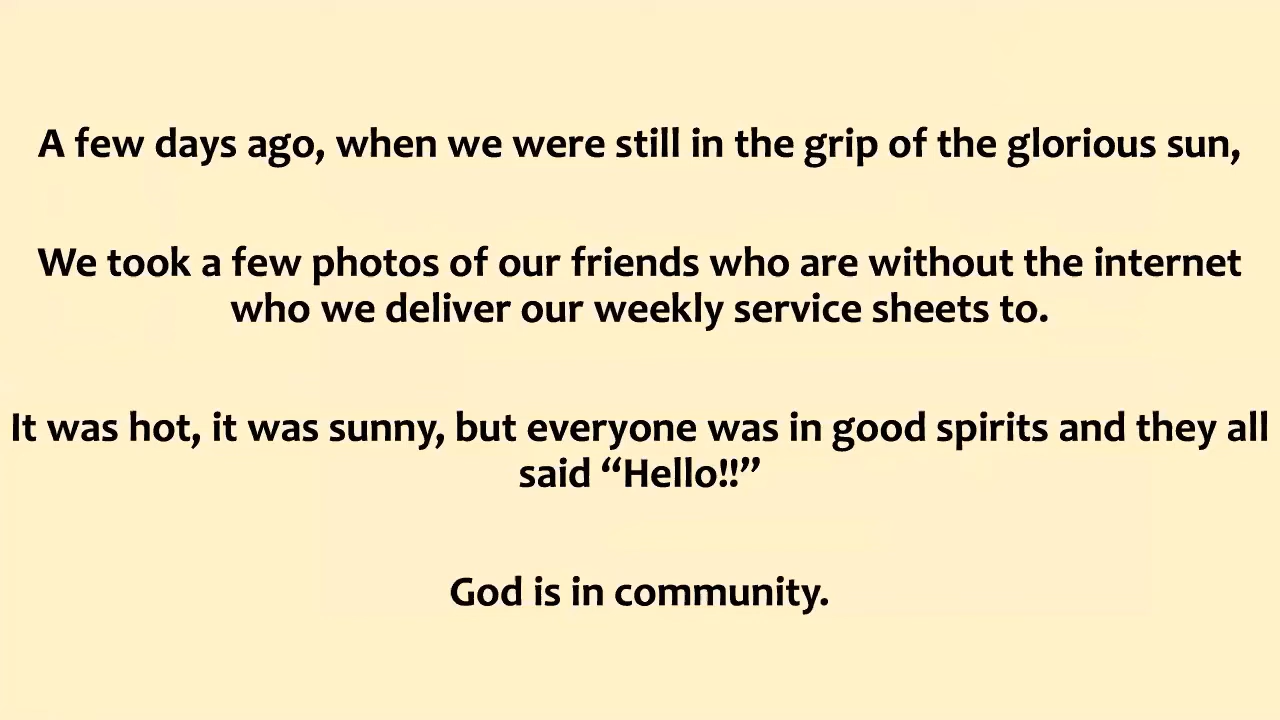 A few days ago, when we were still in the grip of the glorious sun,
We took a few photos of our friends who are without the internet
who we deliver our weekly service sheets to.
It was hot, it was sunny, but everyone was in good spirits and they all
said “Hello!!”
God is in community.